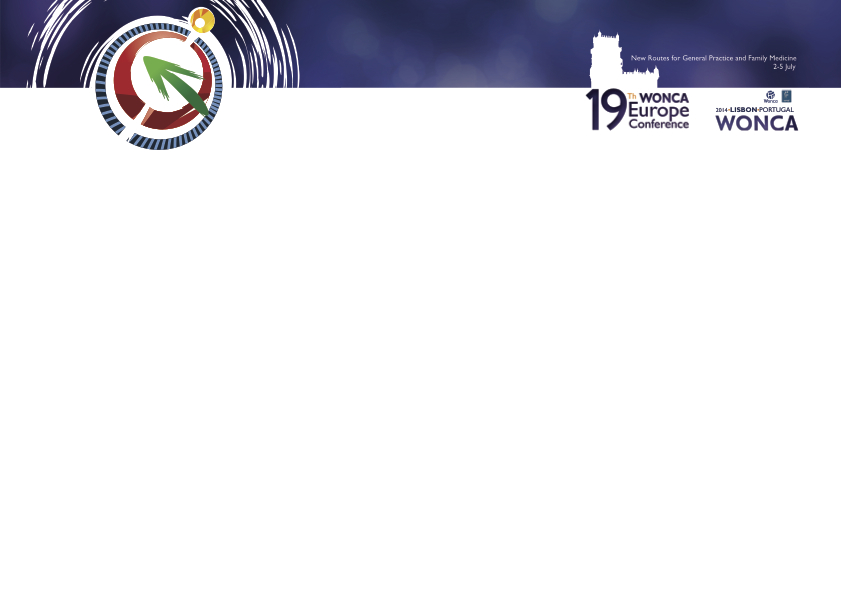 New Routes for General Practice and Family Medicine
2-5 July
19Th WONCA
Europe
Conference
Wonca
2014·LISBON·PORTUGAL
WONCA